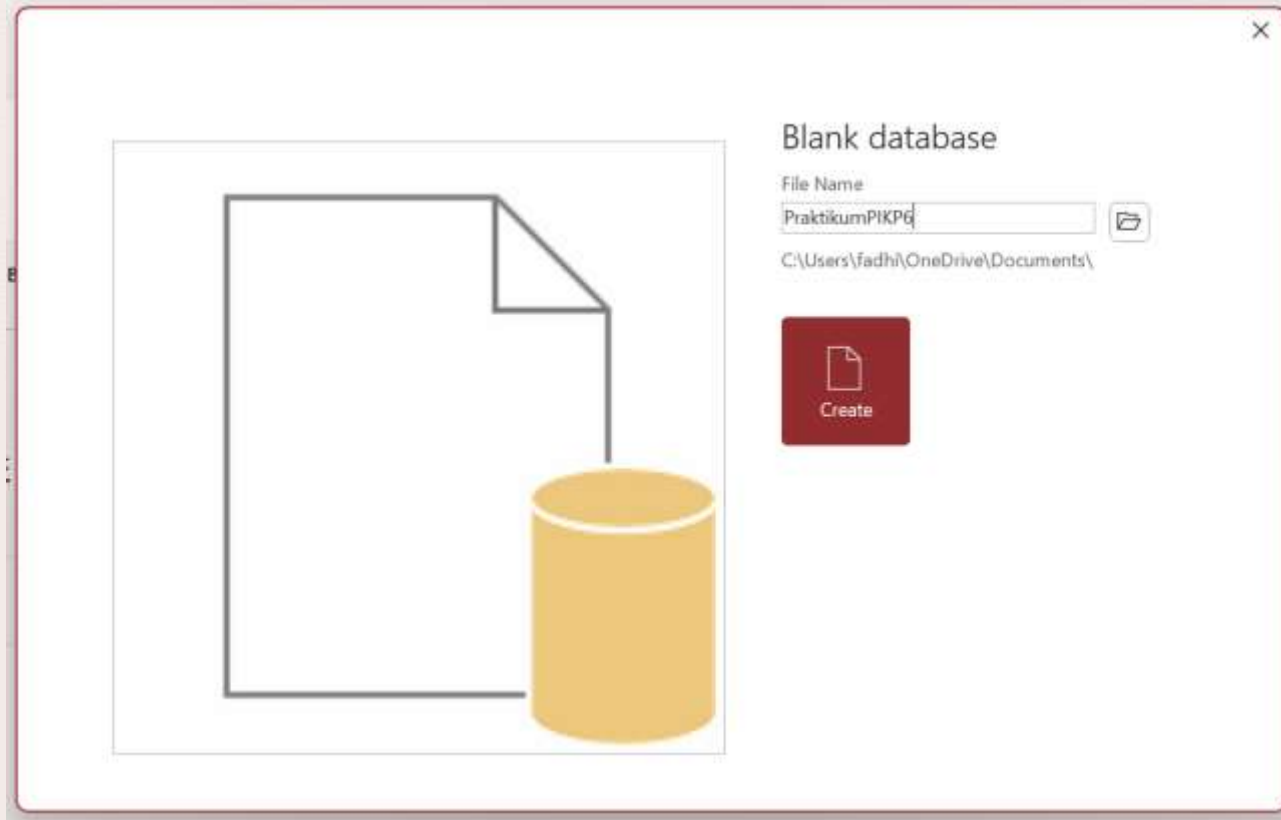 Blank database
File Name
PraktikumPIKP6
C:\Users\fadhi\OneDrive\Documents\
Create